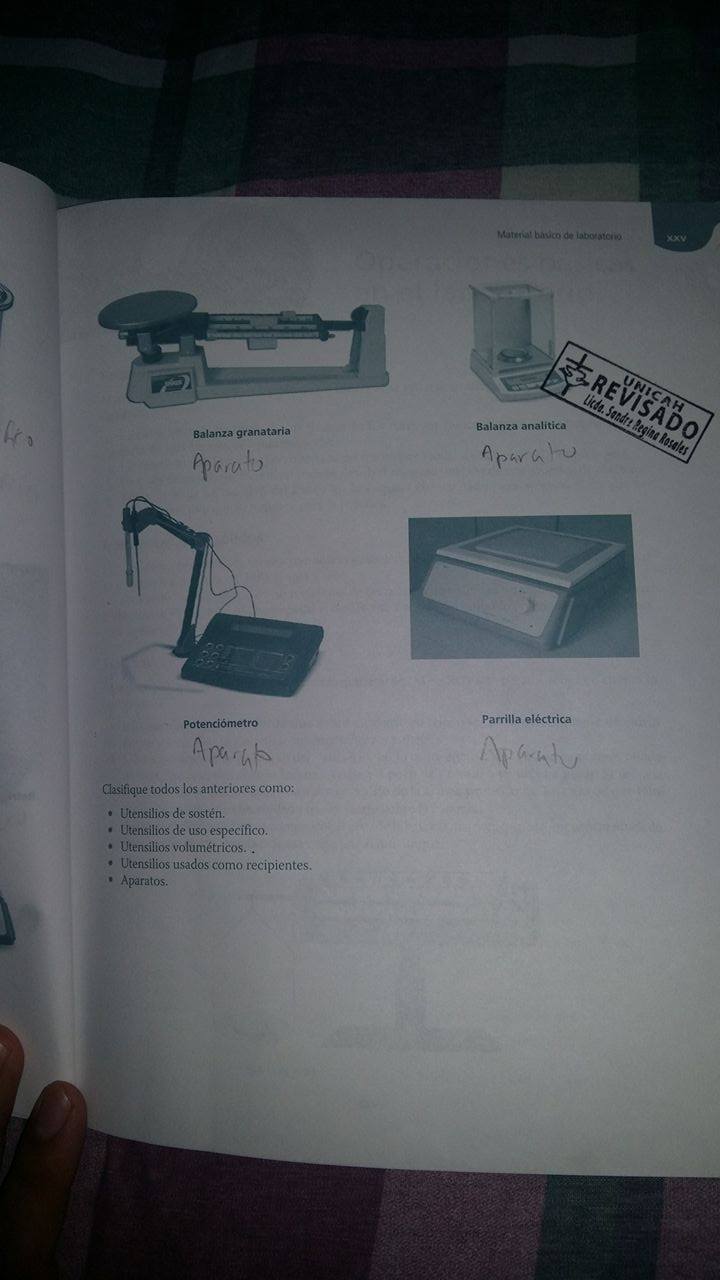 Material básico de laboratorio
XXV
Balanza granataria
Aparato
Balanza analítica
Aparato
UNICAH
REVISADO
Licda. Sandra Regina Rosales
Potenciómetro
Aparato
Parrilla eléctrica
Aparato
Clasifique todos los anteriores como:
• Utensilios de sostén.
• Utensilios de uso específico.
• Utensilios volumétricos.
• Utensilios usados como recipientes.
• Aparatos.